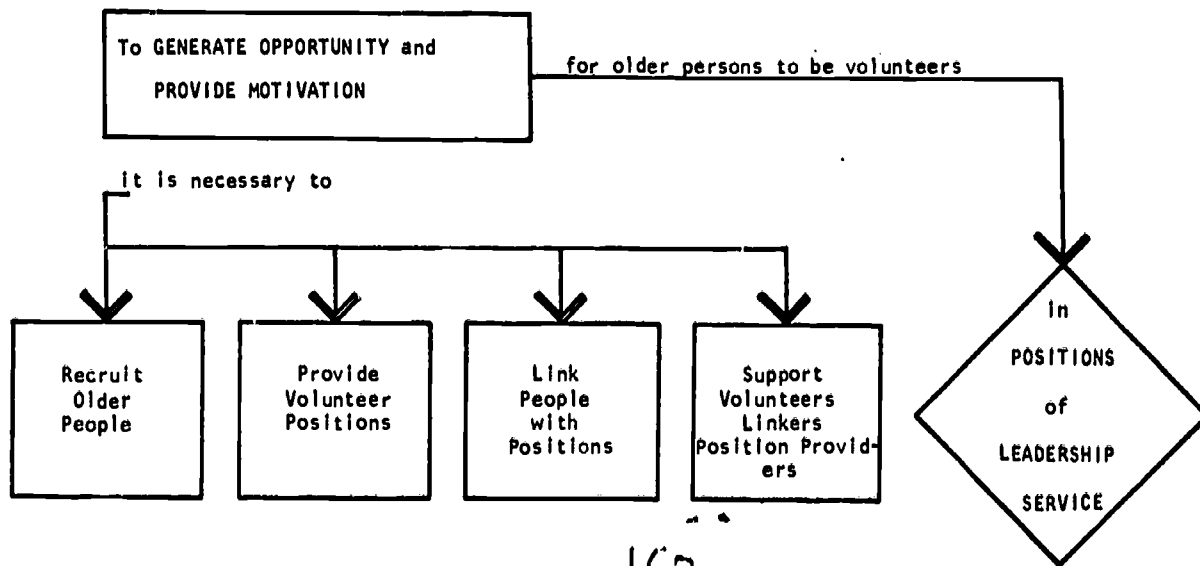 To GENERATE OPPORTUNITY and
PROVIDE MOTIVATION
for older persons to be volunteers
it is necessary to
Recruit
Older
People
Provide
Volunteer
Positions
Link
People
with
Positions
Support
Volunteers
Linkers
Position Provid-
ers
in
POSITIONS
of
LEADERSHIP
SERVICE